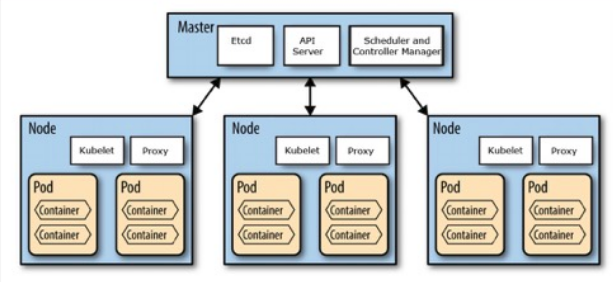 Master
Etcd
API
Server
Scheduler and
Controller Manager
Node
Kubelet
Proxy
Pod
Container
Container
Pod
Container
Container
Node
Kubelet
Proxy
Pod
Container
Container
Pod
Container
Container
Node
Kubelet
Proxy
Pod
Container
Container
Pod
Container
Container